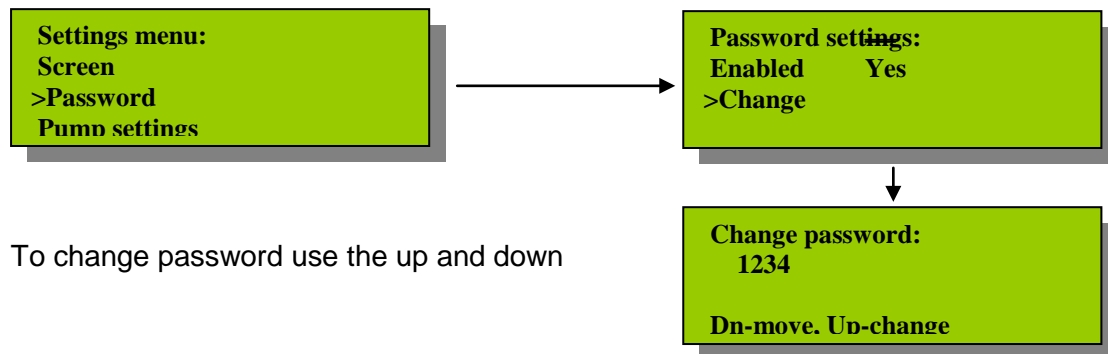 Settings menu:
Screen
>Password
Pump settings
Password settings:
Enabled Yes
>Change
Change password:
1234
Dn-move, Up-change
To change password use the up and down